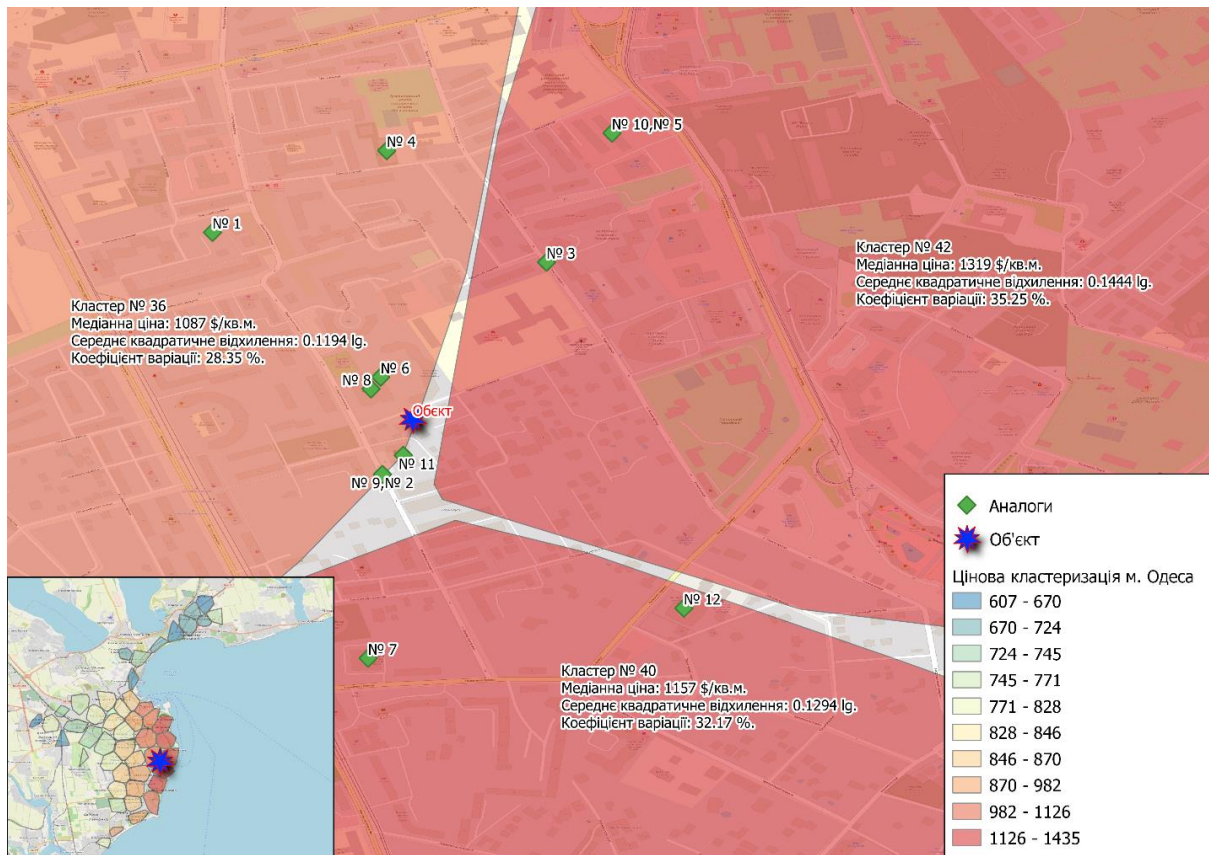 № 10,№ 5
№ 4
№ 1
№ 3
Кластер № 42
Медіанна ціна: 1319 $/кв.м.
Середнє квадратичне відхилення: 0.1444 lg.
Коефіцієнт варіації: 35.25 %.
Кластер № 36
Медіанна ціна: 1087 $/кв.м.
Середнє квадратичне відхилення: 0.1194 lg.
Коефіцієнт варіації: 28.35 %.
№ 6
№ 8
Обєкт
№ 11
№ 9,№ 2
№ 12
№ 7
Кластер № 40
Медіанна ціна: 1157 $/кв.м.
Середнє квадратичне відхилення: 0.1294 lg.
Коефіцієнт варіації: 32.17 %.
Аналоги
Об'єкт
Цінова кластеризація м. Одеса
607 - 670
670 - 724
724 - 745
745 - 771
771 - 828
828 - 846
846 - 870
870 - 982
982 - 1126
1126 - 1435